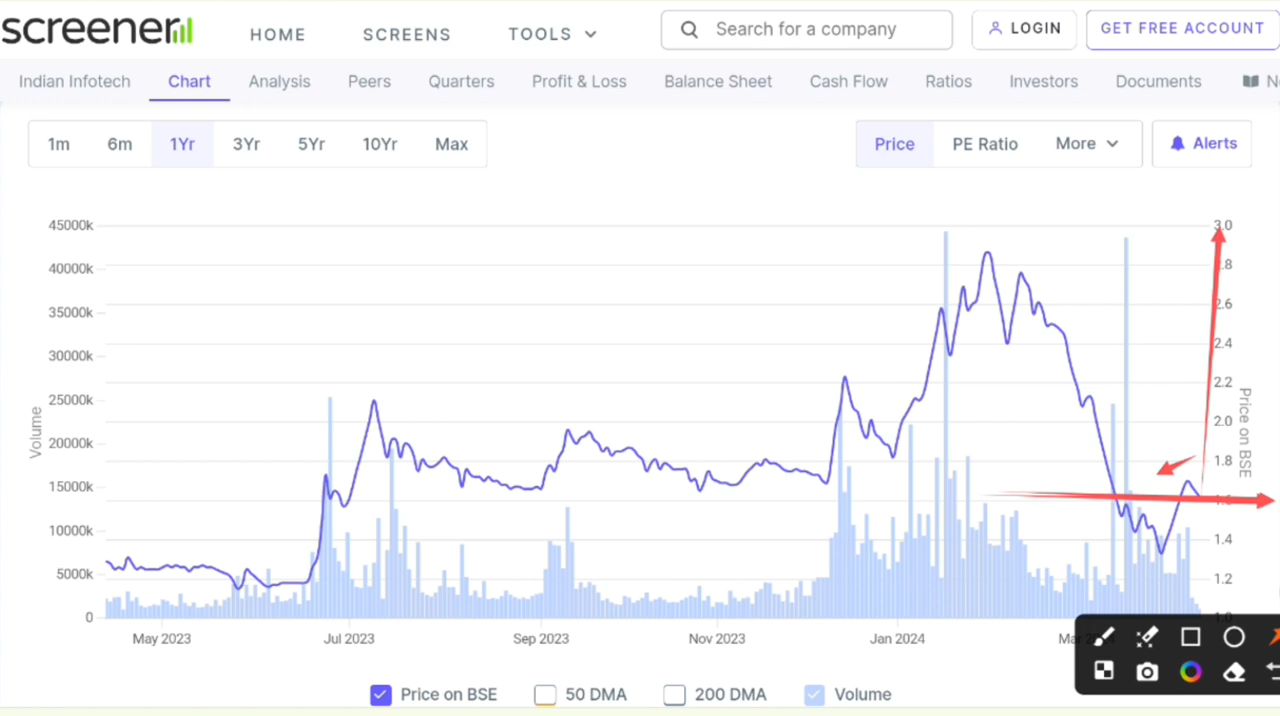 screener
HOME SCREENS TOOLS
Search for a company
LOGIN
GET FREE ACCOUNT
Indian Infotech Chart Analysis Peers Quarters Profit & Loss Balance Sheet Cash Flow Ratios Investors Documents
1m 6m 1Yr 3Yr 5Yr 10Yr Max
Price PE Ratio More
Alerts
45000k
40000k
35000k
30000k
25000k
20000k
15000k
10000k
5000k
0
Volume
3.0
2.6
2.4
2.2
2.0
1.8
1.4
1.2
1.0
Price on BSE
May 2023 Jul 2023 Sep 2023 Nov 2023 Jan 2024 Mar
Price on BSE 50 DMA 200 DMA Volume